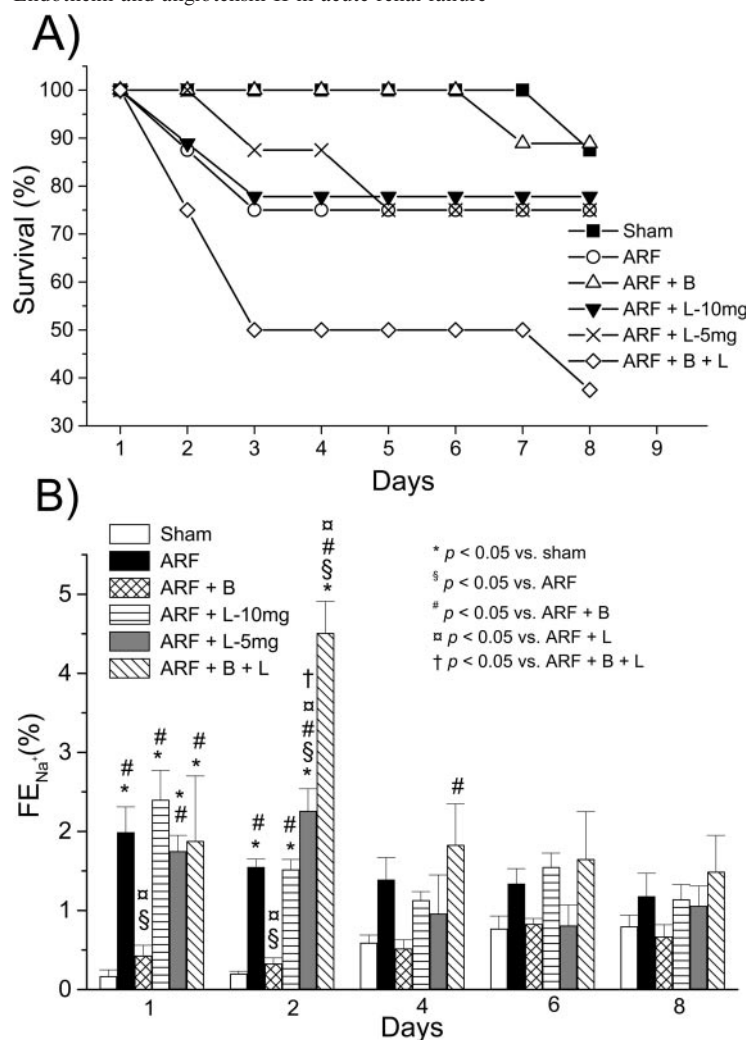 Endothelin and angiotensin II in acute renal failure
A)
100
90
80
70
60
50
40
30
Survival (%)
Sham
ARF
ARF + B
ARF + L-10mg
ARF + L-5mg
ARF + B + L
1 2 3 4 5 6 7 8 9
Days
B)
Sham
ARF
ARF + B
ARF + L-10mg
ARF + L-5mg
ARF + B + L
* p < 0.05 vs. sham
§ p < 0.05 vs. ARF
# p < 0.05 vs. ARF + B
¤ p < 0.05 vs. ARF + L
† p < 0.05 vs. ARF + B + L
5
4
3
2
1
0
FENa+(%)
# *
¤ §
# *
* #
# *
# *
¤ §
# *
† ¤ # § *
¤ # § *
#
1 2 4 6 8
Days